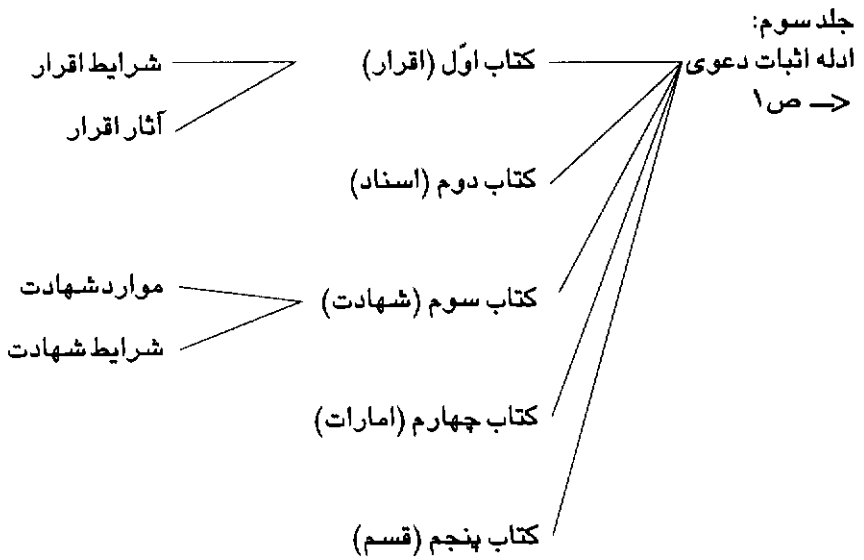 جلد سوم:
ادله اثبات دعوی
ص۱
کتاب اوّل (اقرار)
شرایط اقرار
آثار اقرار
کتاب دوم (اسناد)
کتاب سوم (شهادت)
موارد شهادت
شرایط شهادت
کتاب چهارم (امارات)
کتاب پنجم (قسم)